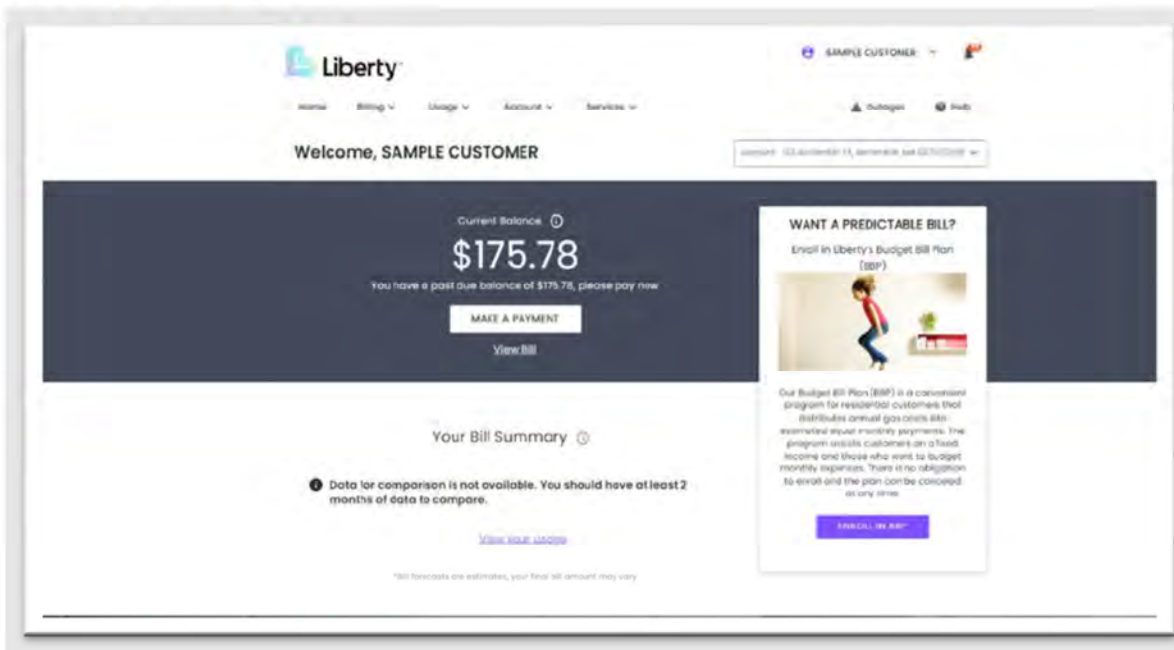 Liberty
SAMPLE CUSTOMER
Home Billing Usage Account Services
Outages Help
Welcome, SAMPLE CUSTOMER
Current Balance
$175.78
You have a past due balance of $175.78, please pay now
MAKE A PAYMENT
View Bill
WANT A PREDICTABLE BILL?
Enroll in Liberty's Budget Bill Plan
(BBP)
Our Budget Bill Plan (BBP) is a convenient
program for residential customers that
distributes annual gas costs into
estimated equal monthly payments. The
program assists customers on a fixed
income and those who want to budget
monthly expenses. There is no obligation
to enroll and the plan can be canceled
at any time.
ENROLL IN BBP
Your Bill Summary
Data for comparison is not available. You should have at least 2
months of data to compare.
View your usage
*Bill forecasts are estimates, your final bill amount may vary